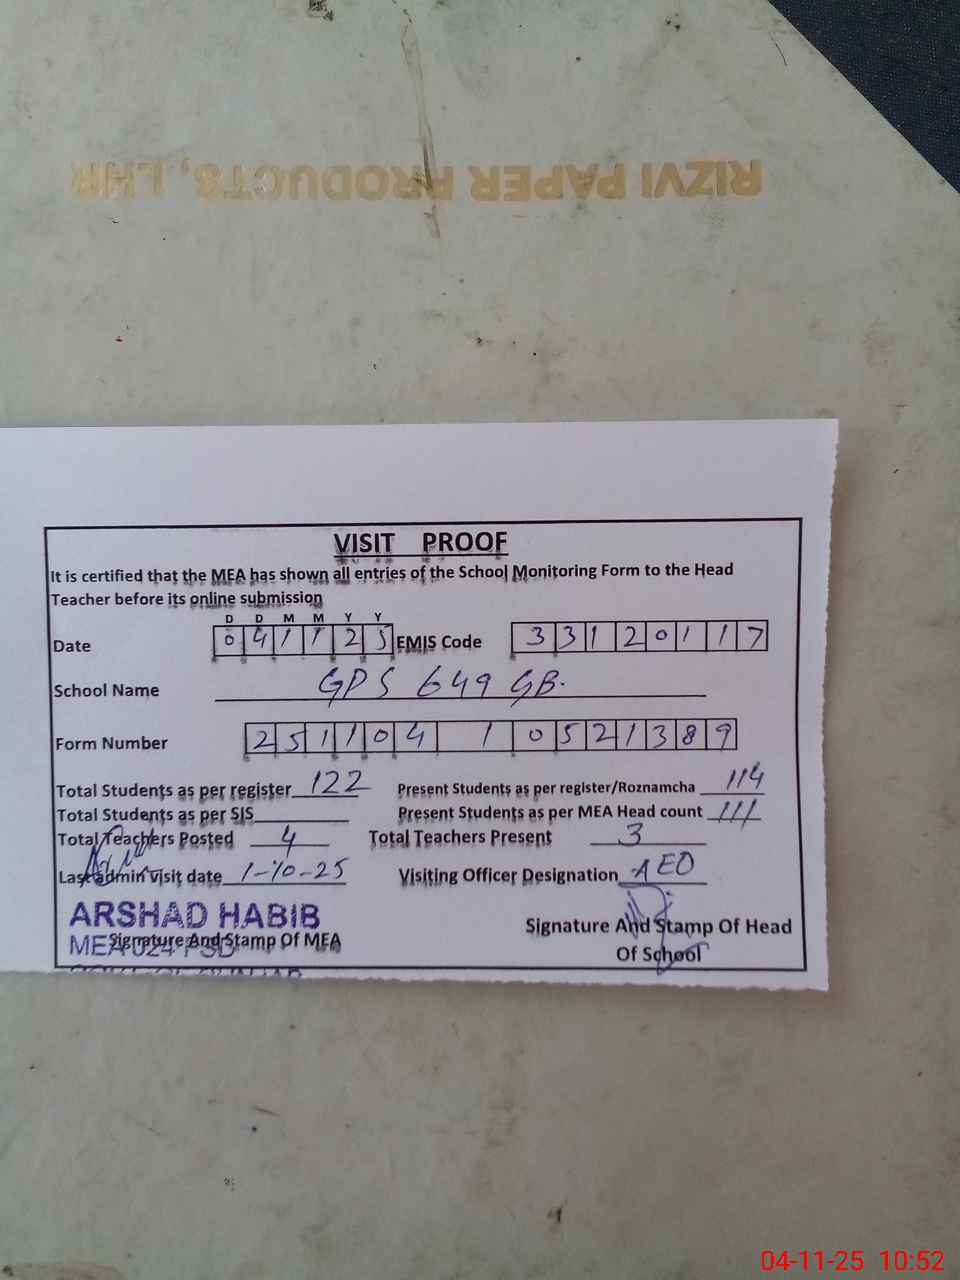 RIZVI PAPER PRODUCTS, LHR
VISIT PROOF
It is certified that the MEA has shown all entries of the School Monitoring Form to the Head
Teacher before its online submission
D D M M Y Y
Date 0 4 1 1 2 5 EMIS Code 3 3 1 2 0 1 1 7
School Name GPS 649 GB.
Form Number 2 5 1 1 0 4 1 0 5 2 1 3 8 9
Total Students as per register 122 Present Students as per register/Roznamcha 114
Total Students as per SIS Present Students as per MEA Head count 111
Total Teachers Posted 4 Total Teachers Present 3
Last admin visit date 1-10-25 Visiting Officer Designation AEO
ARSHAD HABIB
Signature And Stamp Of MEA Signature And Stamp Of Head
Of School
04-11-25 10:52